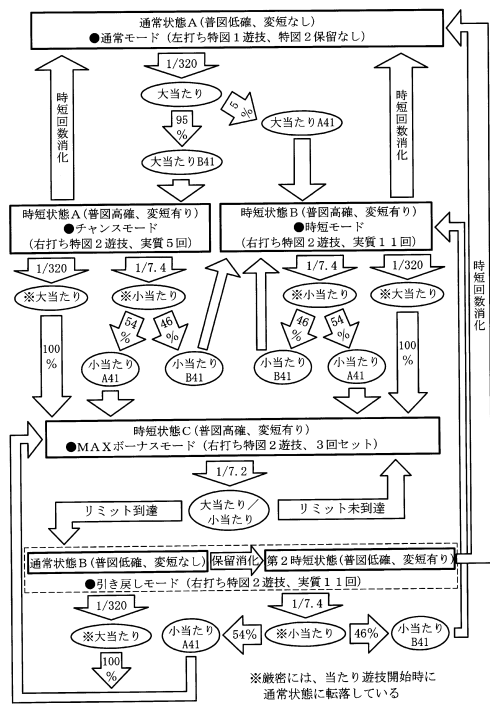 通常状態A(普図低確、変短なし)
●通常モード(左打ち特図1遊技、特図2保留なし)
1/320
大当たり
5%
95%
大当たりA41
大当たりB41
時短回数消化
時短回数消化
時短状態A(普図高確、変短有り)
●チャンスモード
(右打ち特図2遊技、実質5回)
時短状態B(普図高確、変短有り)
●時短モード
(右打ち特図2遊技、実質11回)
1/320
1/7.4
1/7.4
1/320
※大当たり
※小当たり
※小当たり
※大当たり
54%
46%
46%
54%
100%
100%
小当たりA41
小当たりB41
小当たりB41
小当たりA41
時短回数消化
時短状態C(普図高確、変短有り)
●MAXボーナスモード(右打ち特図2遊技、3回セット)
1/7.2
大当たり/
小当たり
リミット到達
リミット未到達
通常状態B(普図低確、変短なし)
保留消化
第2時短状態(普図低確、変短有り)
●引き戻しモード(右打ち特図2遊技、実質11回)
1/320
1/7.4
※大当たり
小当たりA41
54%
※小当たり
46%
小当たりB41
100%
※厳密には、当たり遊技開始時に
通常状態に転落している